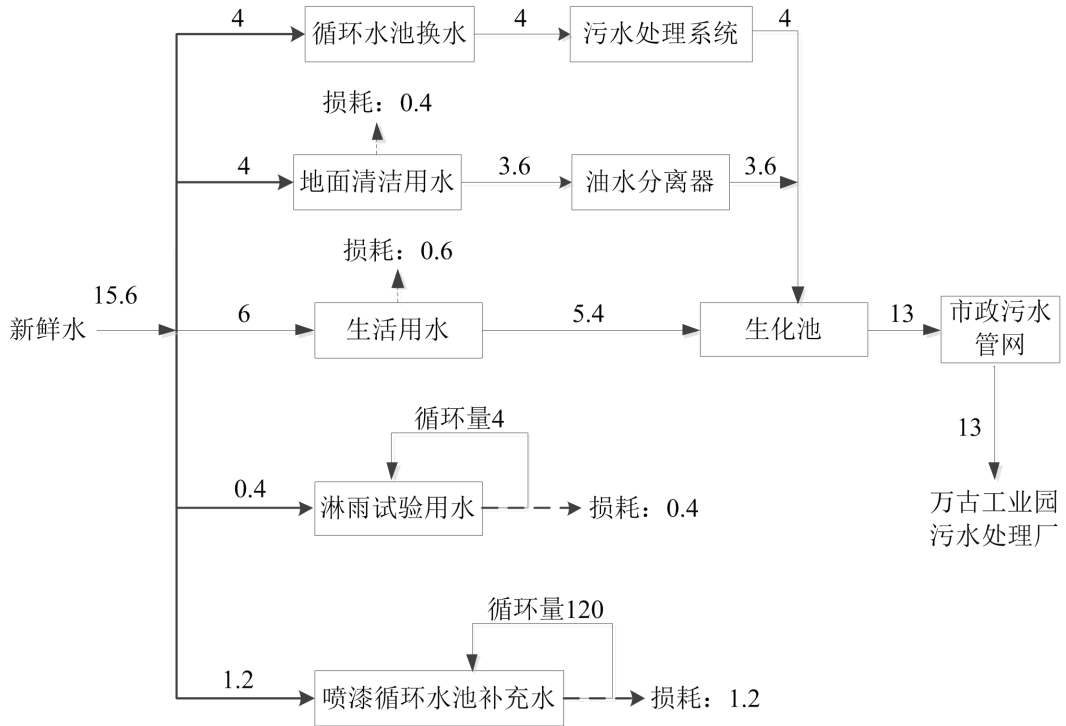 4
循环水池换水
4
污水处理系统
4
损耗：0.4
4
地面清洁用水
3.6
油水分离器
3.6
损耗：0.6
15.6
新鲜水
6
生活用水
5.4
生化池
13
市政污水
管网
13
万古工业园
污水处理厂
循环量4
0.4
淋雨试验用水
损耗：0.4
循环量120
1.2
喷漆循环水池补充水
损耗：1.2